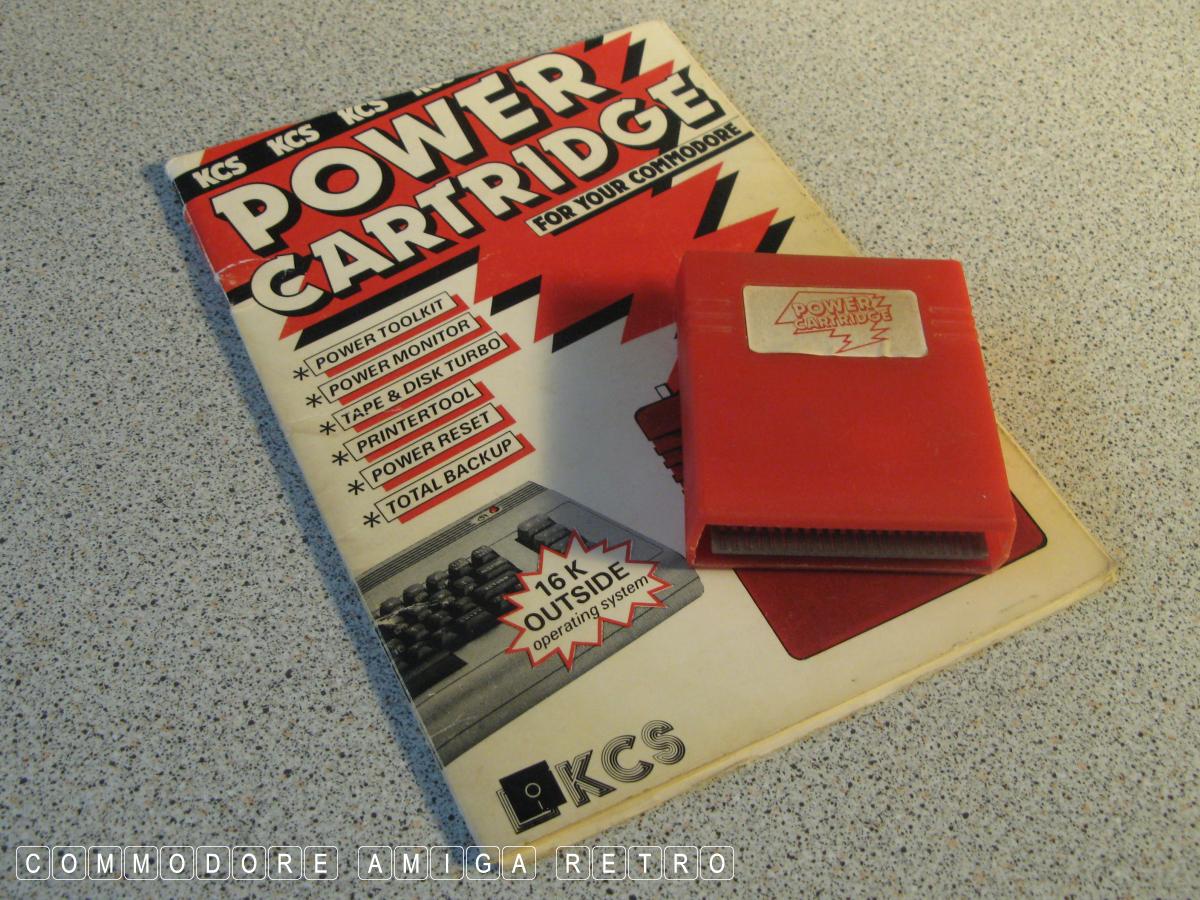 KCS KCS KCS KCS
POWER
CARTRIDGE
FOR YOUR COMMODORE
* POWER TOOLKIT
* POWER MONITOR
* TAPE & DISK TURBO
* PRINTERTOOL
* POWER RESET
* TOTAL BACKUP
POWER
CARTRIDGE
16 K
OUTSIDE
operating system
KCS
COMMODORE AMIGA RETRO